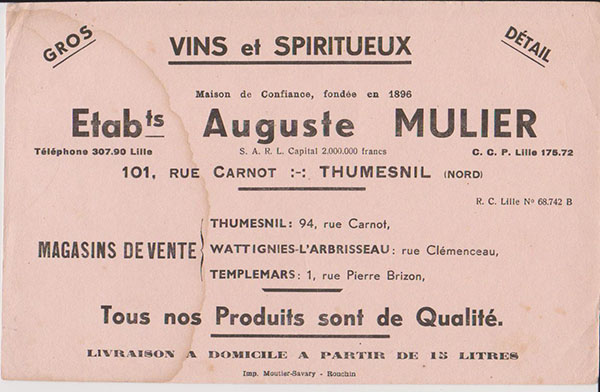 GROS
VINS et SPIRITUEUX
DÉTAIL
Maison de Confiance, fondée en 1896
Etabts Auguste MULIER
Téléphone 307.90 Lille
S. A. R. L. Capital 2.000.000 francs
C. C. P. Lille 175.72
101, RUE CARNOT :-: THUMESNIL (NORD)
R. C. Lille No 68.742 B
MAGASINS DE VENTE
THUMESNIL: 94, rue Carnot,
WATTIGNIES-L'ARBRISSEAU: rue Clémenceau,
TEMPLEMARS: 1, rue Pierre Brizon,
Tous nos Produits sont de Qualité.
LIVRAISON A DOMICILE A PARTIR DE 15 LITRES
Imp. Moutier-Savary - Ronchin